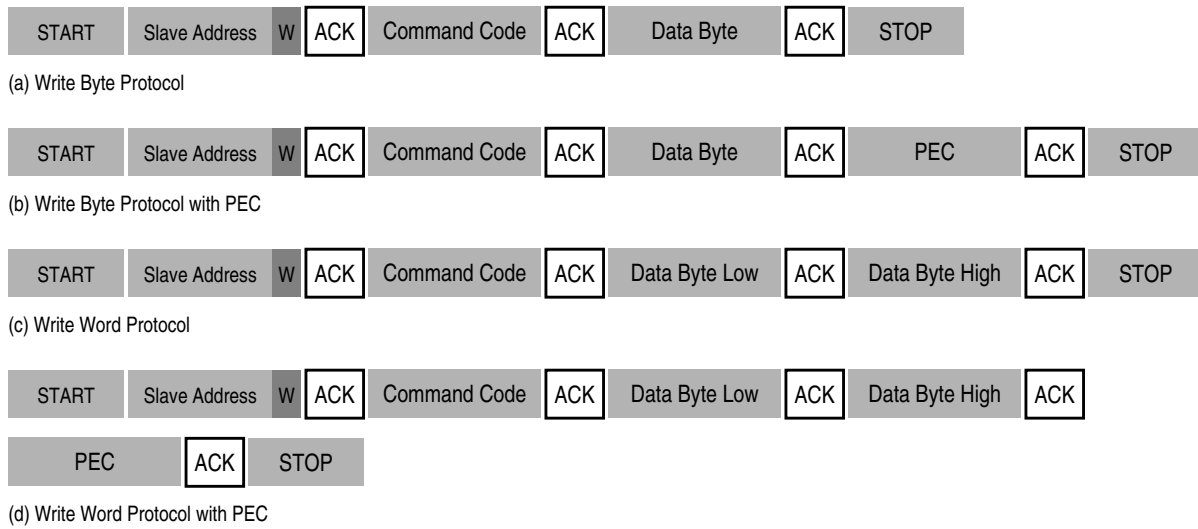 START Slave Address W ACK Command Code ACK Data Byte ACK STOP
(a) Write Byte Protocol
START Slave Address W ACK Command Code ACK Data Byte ACK PEC ACK STOP
(b) Write Byte Protocol with PEC
START Slave Address W ACK Command Code ACK Data Byte Low ACK Data Byte High ACK STOP
(c) Write Word Protocol
START Slave Address W ACK Command Code ACK Data Byte Low ACK Data Byte High ACK
PEC ACK STOP
(d) Write Word Protocol with PEC